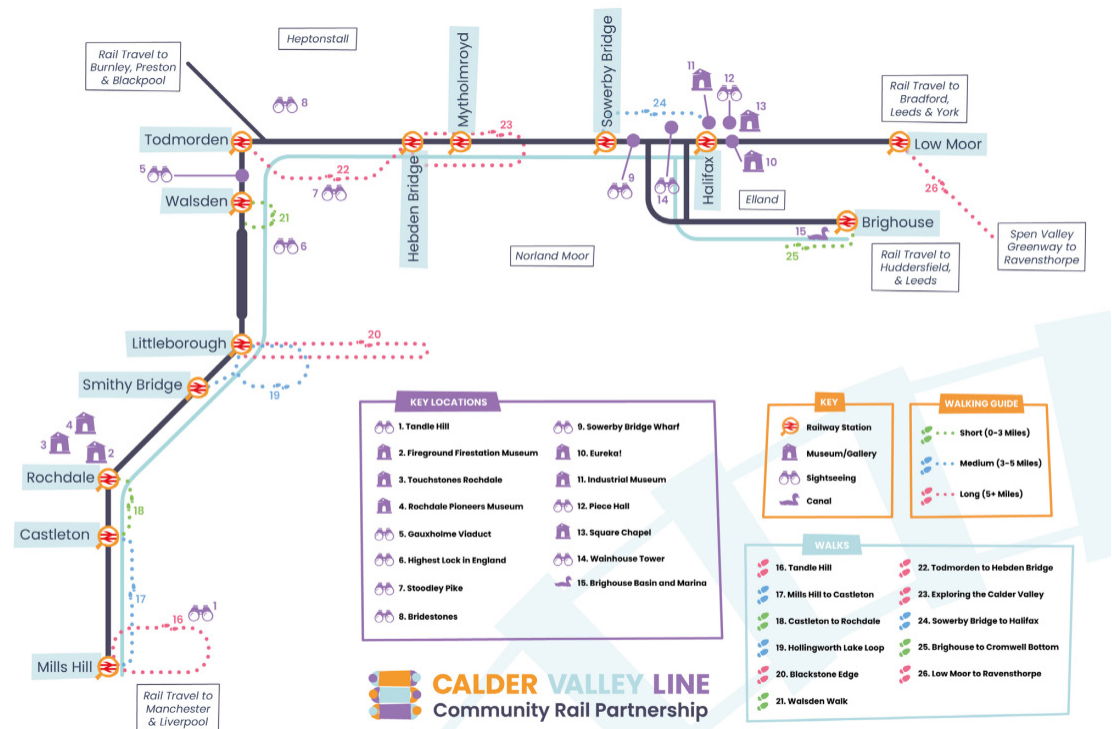 Heptonstall
Rail Travel to
Burnley, Preston
& Blackpool
8
Todmorden
5
Walsden
21
6
22
7
Hebden Bridge
Mytholmroyd
23
Sowerby Bridge
24
9
14
11
12
13
10
Halifax
Elland
Rail Travel to
Bradford,
Leeds & York
Low Moor
26
Spen Valley
Greenway to
Ravensthorpe
Brighouse
15
25
Rail Travel to
Huddersfield,
& Leeds
Norland Moor
Littleborough
20
Smithy Bridge
19
4
3
2
Rochdale
18
Castleton
17
1
16
Mills Hill
Rail Travel to
Manchester
& Liverpool
KEY LOCATIONS
1. Tandle Hill
2. Fireground Firestation Museum
3. Touchstones Rochdale
4. Rochdale Pioneers Museum
5. Gauxholme Viaduct
6. Highest Lock in England
7. Stoodley Pike
8. Bridestones
9. Sowerby Bridge Wharf
10. Eureka!
11. Industrial Museum
12. Piece Hall
13. Square Chapel
14. Wainhouse Tower
15. Brighouse Basin and Marina
KEY
Railway Station
Museum/Gallery
Sightseeing
Canal
WALKING GUIDE
Short (0-3 Miles)
Medium (3-5 Miles)
Long (5+ Miles)
WALKS
16. Tandle Hill
17. Mills Hill to Castleton
18. Castleton to Rochdale
19. Hollingworth Lake Loop
20. Blackstone Edge
21. Walsden Walk
22. Todmorden to Hebden Bridge
23. Exploring the Calder Valley
24. Sowerby Bridge to Halifax
25. Brighouse to Cromwell Bottom
26. Low Moor to Ravensthorpe
CALDER VALLEY LINE
Community Rail Partnership